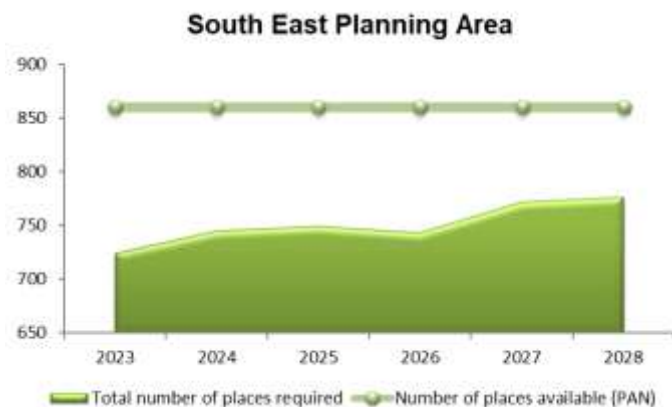 South East Planning Area
900
850
800
750
700
650
2023 2024 2025 2026 2027 2028
Total number of places required Number of places available (PAN)